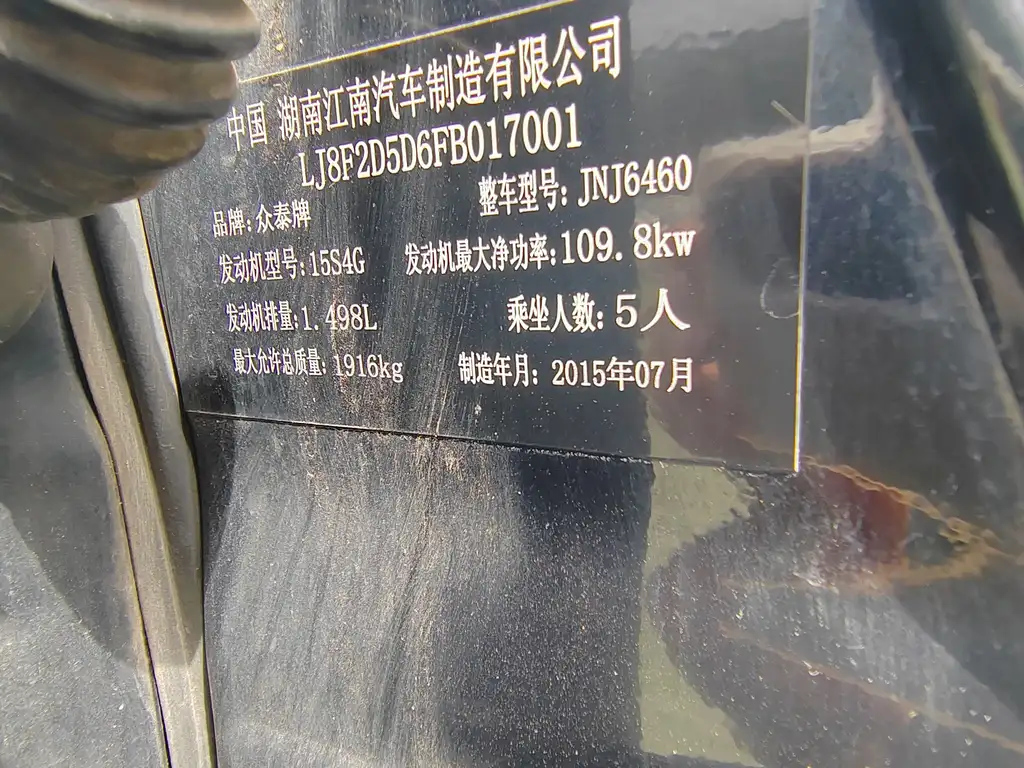 中国 湖南江南汽车制造有限公司
LJ8F2D5D6FB017001
品牌: 众泰牌 整车型号: JNJ6460
发动机型号: 15S4G 发动机最大净功率: 109.8kw
发动机排量: 1.498L 乘坐人数: 5人
最大允许总质量: 1916kg 制造年月: 2015年07月